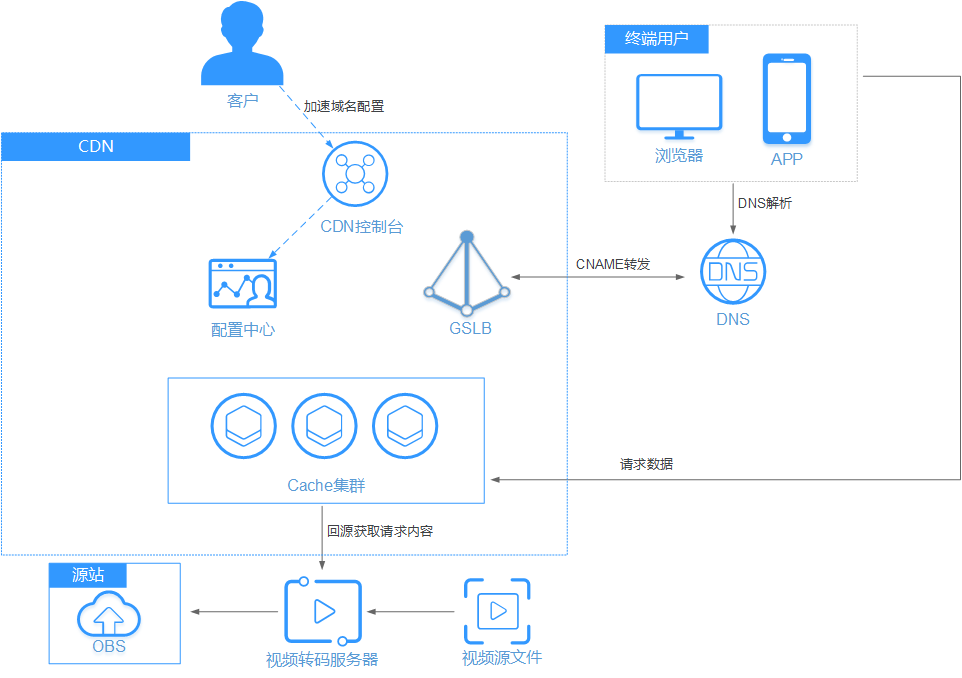 客户
加速域名配置
终端用户
浏览器
APP
CDN
CDN控制台
DNS解析
DNS
DNS
CNAME转发
GSLB
配置中心
Cache集群
请求数据
回源获取请求内容
源站
OBS
视频转码服务器
视频源文件